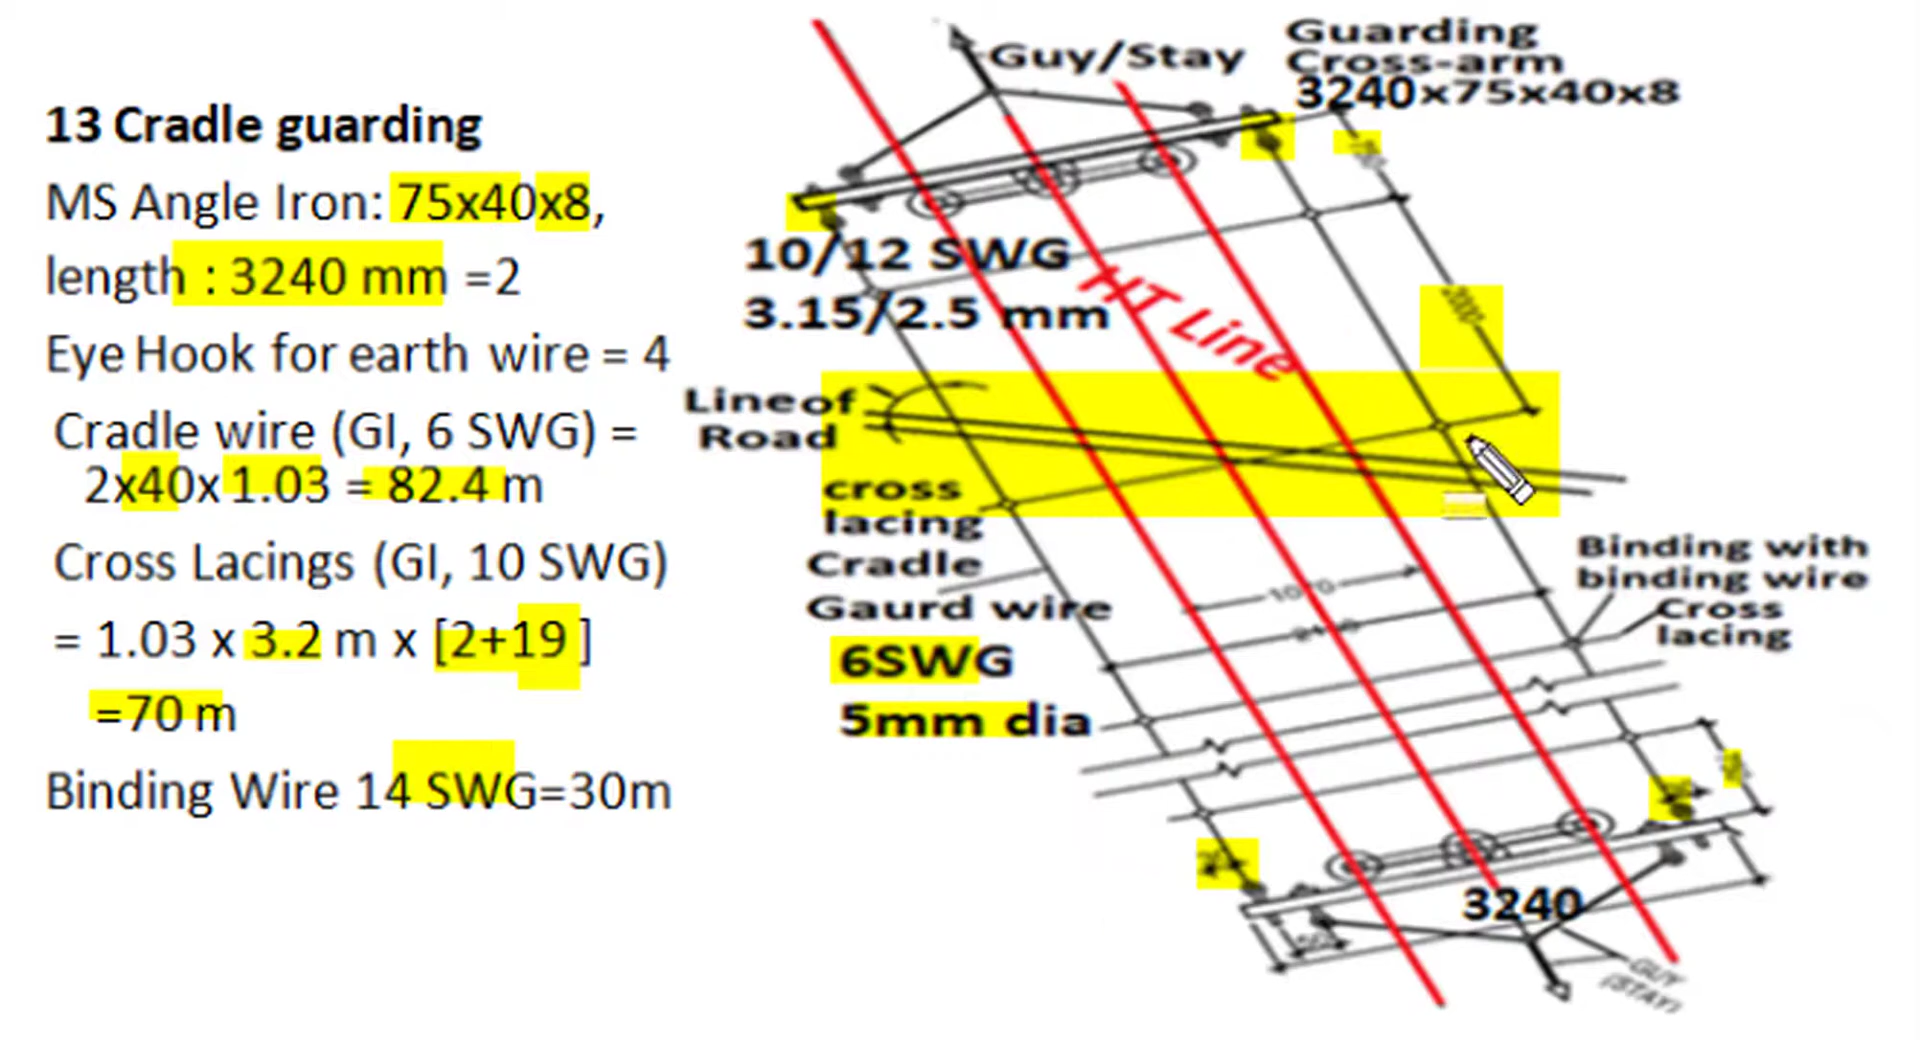 13 Cradle guarding
MS Angle Iron: 75x40x8,
length : 3240 mm =2
Eye Hook for earth wire = 4
Cradle wire (GI, 6 SWG) =
2x40x1.03 = 82.4 m
Cross Lacings (GI, 10 SWG)
= 1.03 x 3.2 m x [2+19 ]
=70 m
Binding Wire 14 SWG=30m
Guy/Stay
Guarding
Cross-arm
3240x75x40x8
10/12 SWG
3.15/2.5 mm
HT Line
2000
Lineof
Road
cross
lacing
Cradle
Gaurd wire
6SWG
5mm dia
Binding with
binding wire
Cross
lacing
3240
GUY
(STAY)